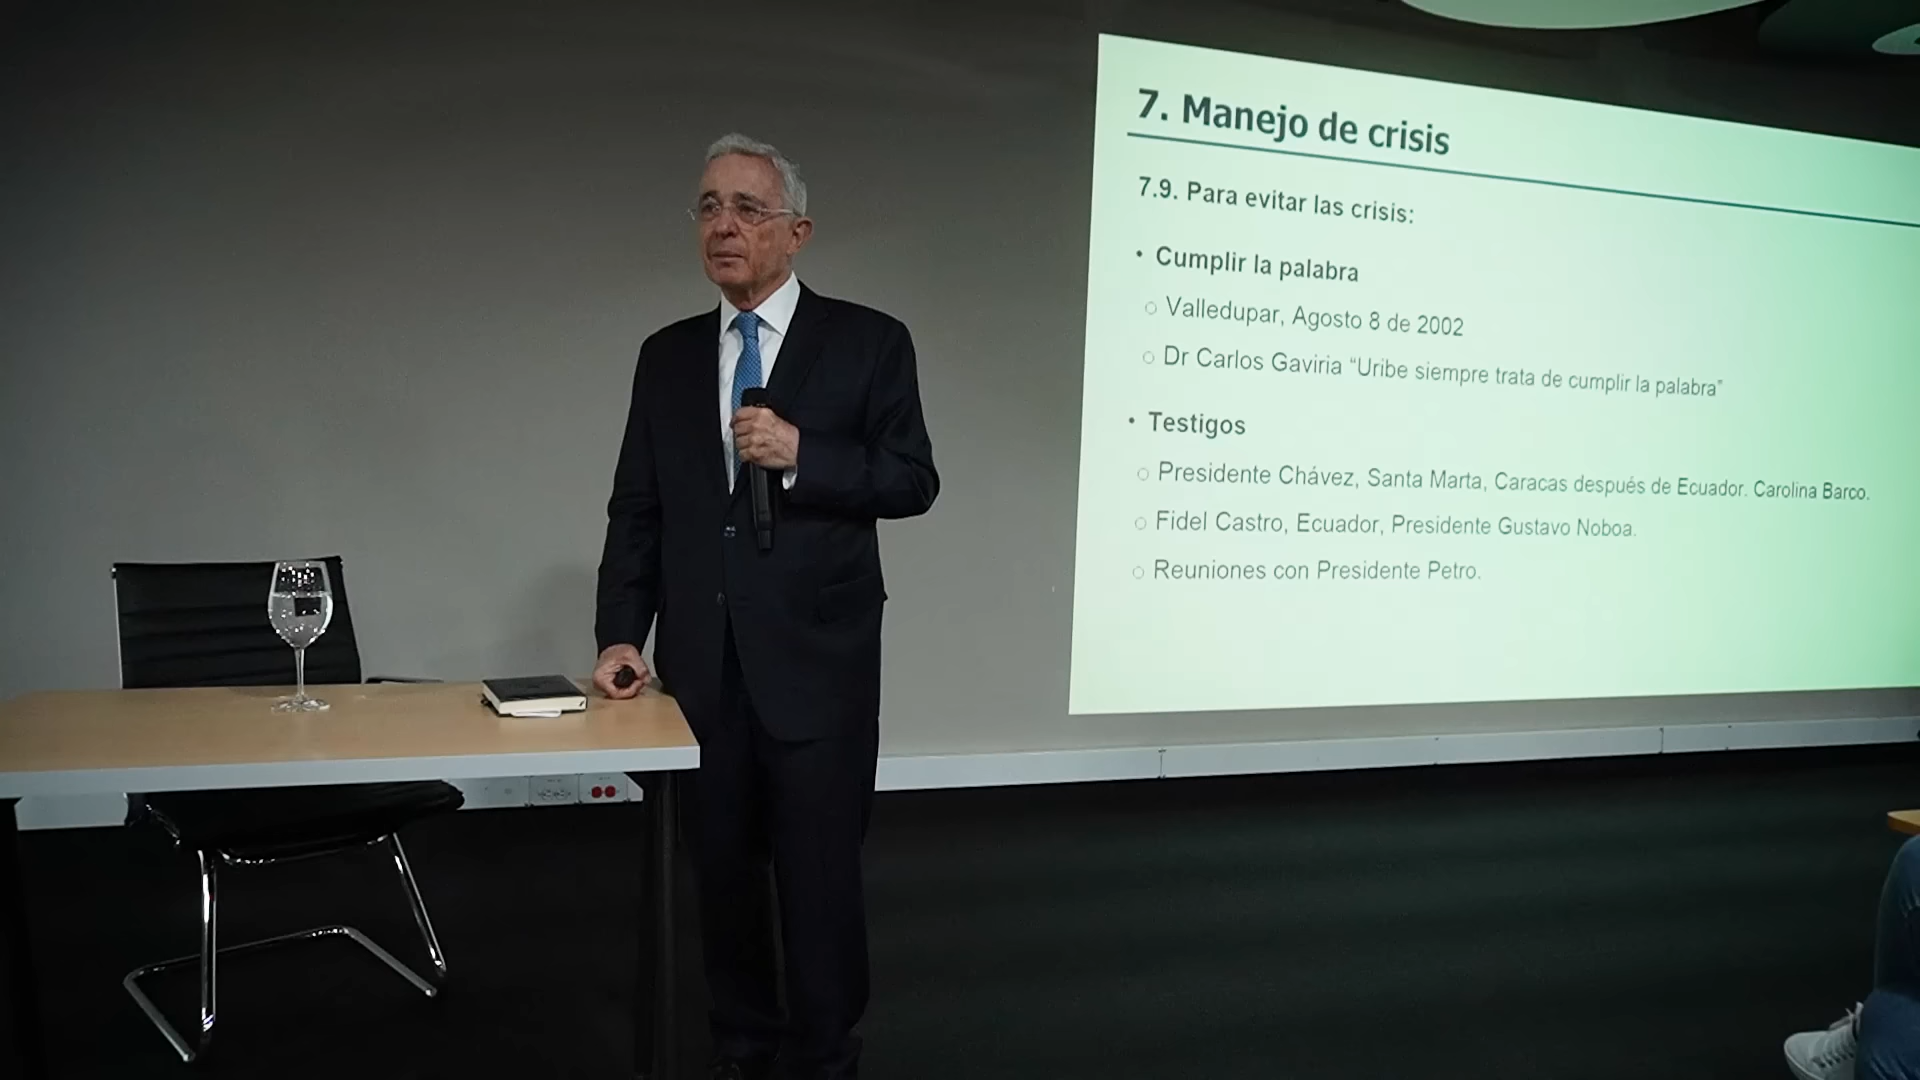 7. Manejo de crisis
7.9. Para evitar las crisis:
• Cumplir la palabra
○ Valledupar, Agosto 8 de 2002
○ Dr Carlos Gaviria “Uribe siempre trata de cumplir la palabra”
• Testigos
○ Presidente Chávez, Santa Marta, Caracas después de Ecuador. Carolina Barco.
○ Fidel Castro, Ecuador, Presidente Gustavo Noboa.
○ Reuniones con Presidente Petro.